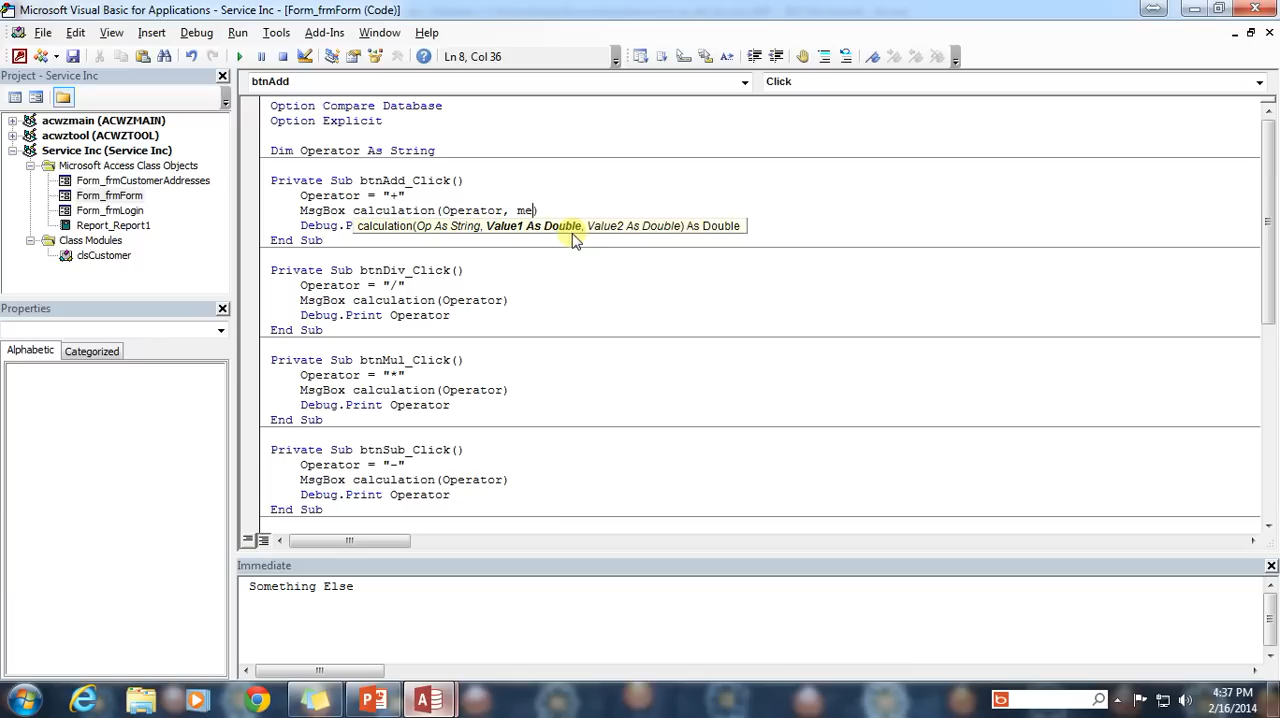 Microsoft Visual Basic for Applications - Service Inc - [Form_frmForm (Code)]
File Edit View Insert Format Debug Run Tools Add-Ins Window Help
Ln 8, Col 36
Project - Service Inc
btnAdd Click
acwzmain (ACWZMAIN)
acwztool (ACWZTOOL)
Service Inc (Service Inc)
Microsoft Access Class Objects
Form_frmCustomerAddresses
Form_frmForm
Form_frmLogin
Report_Report1
Class Modules
clsCustomer
Properties
Alphabetic Categorized
Option Compare Database
Option Explicit
Dim Operator As String
Private Sub btnAdd_Click()
Operator = "+"
MsgBox calculation(Operator, me)
Debug.P calculation(Op As String, Value1 As Double, Value2 As Double) As Double
End Sub
Private Sub btnDiv_Click()
Operator = "/"
MsgBox calculation(Operator)
Debug.Print Operator
End Sub
Private Sub btnMul_Click()
Operator = "*"
MsgBox calculation(Operator)
Debug.Print Operator
End Sub
Private Sub btnSub_Click()
Operator = "-"
MsgBox calculation(Operator)
Debug.Print Operator
End Sub
Immediate
Something Else
4:37 PM
2/16/2014